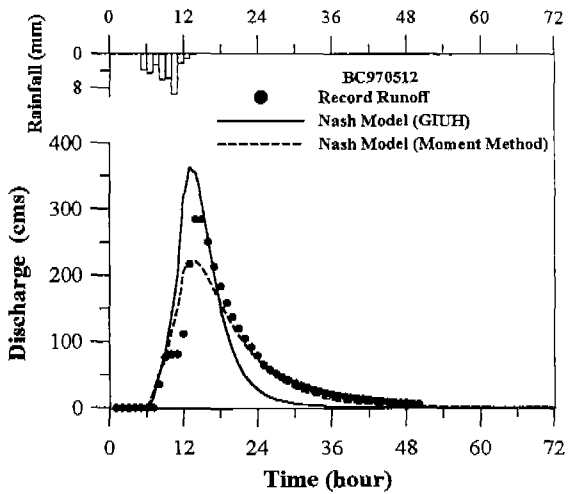 0 12 24 36 48 60 72
Rainfall (mm)
0
8
BC970512
Record Runoff
Nash Model (GIUH)
Nash Model (Moment Method)
Discharge (cms)
400
300
200
100
0
0 12 24 36 48 60 72
Time (hour)